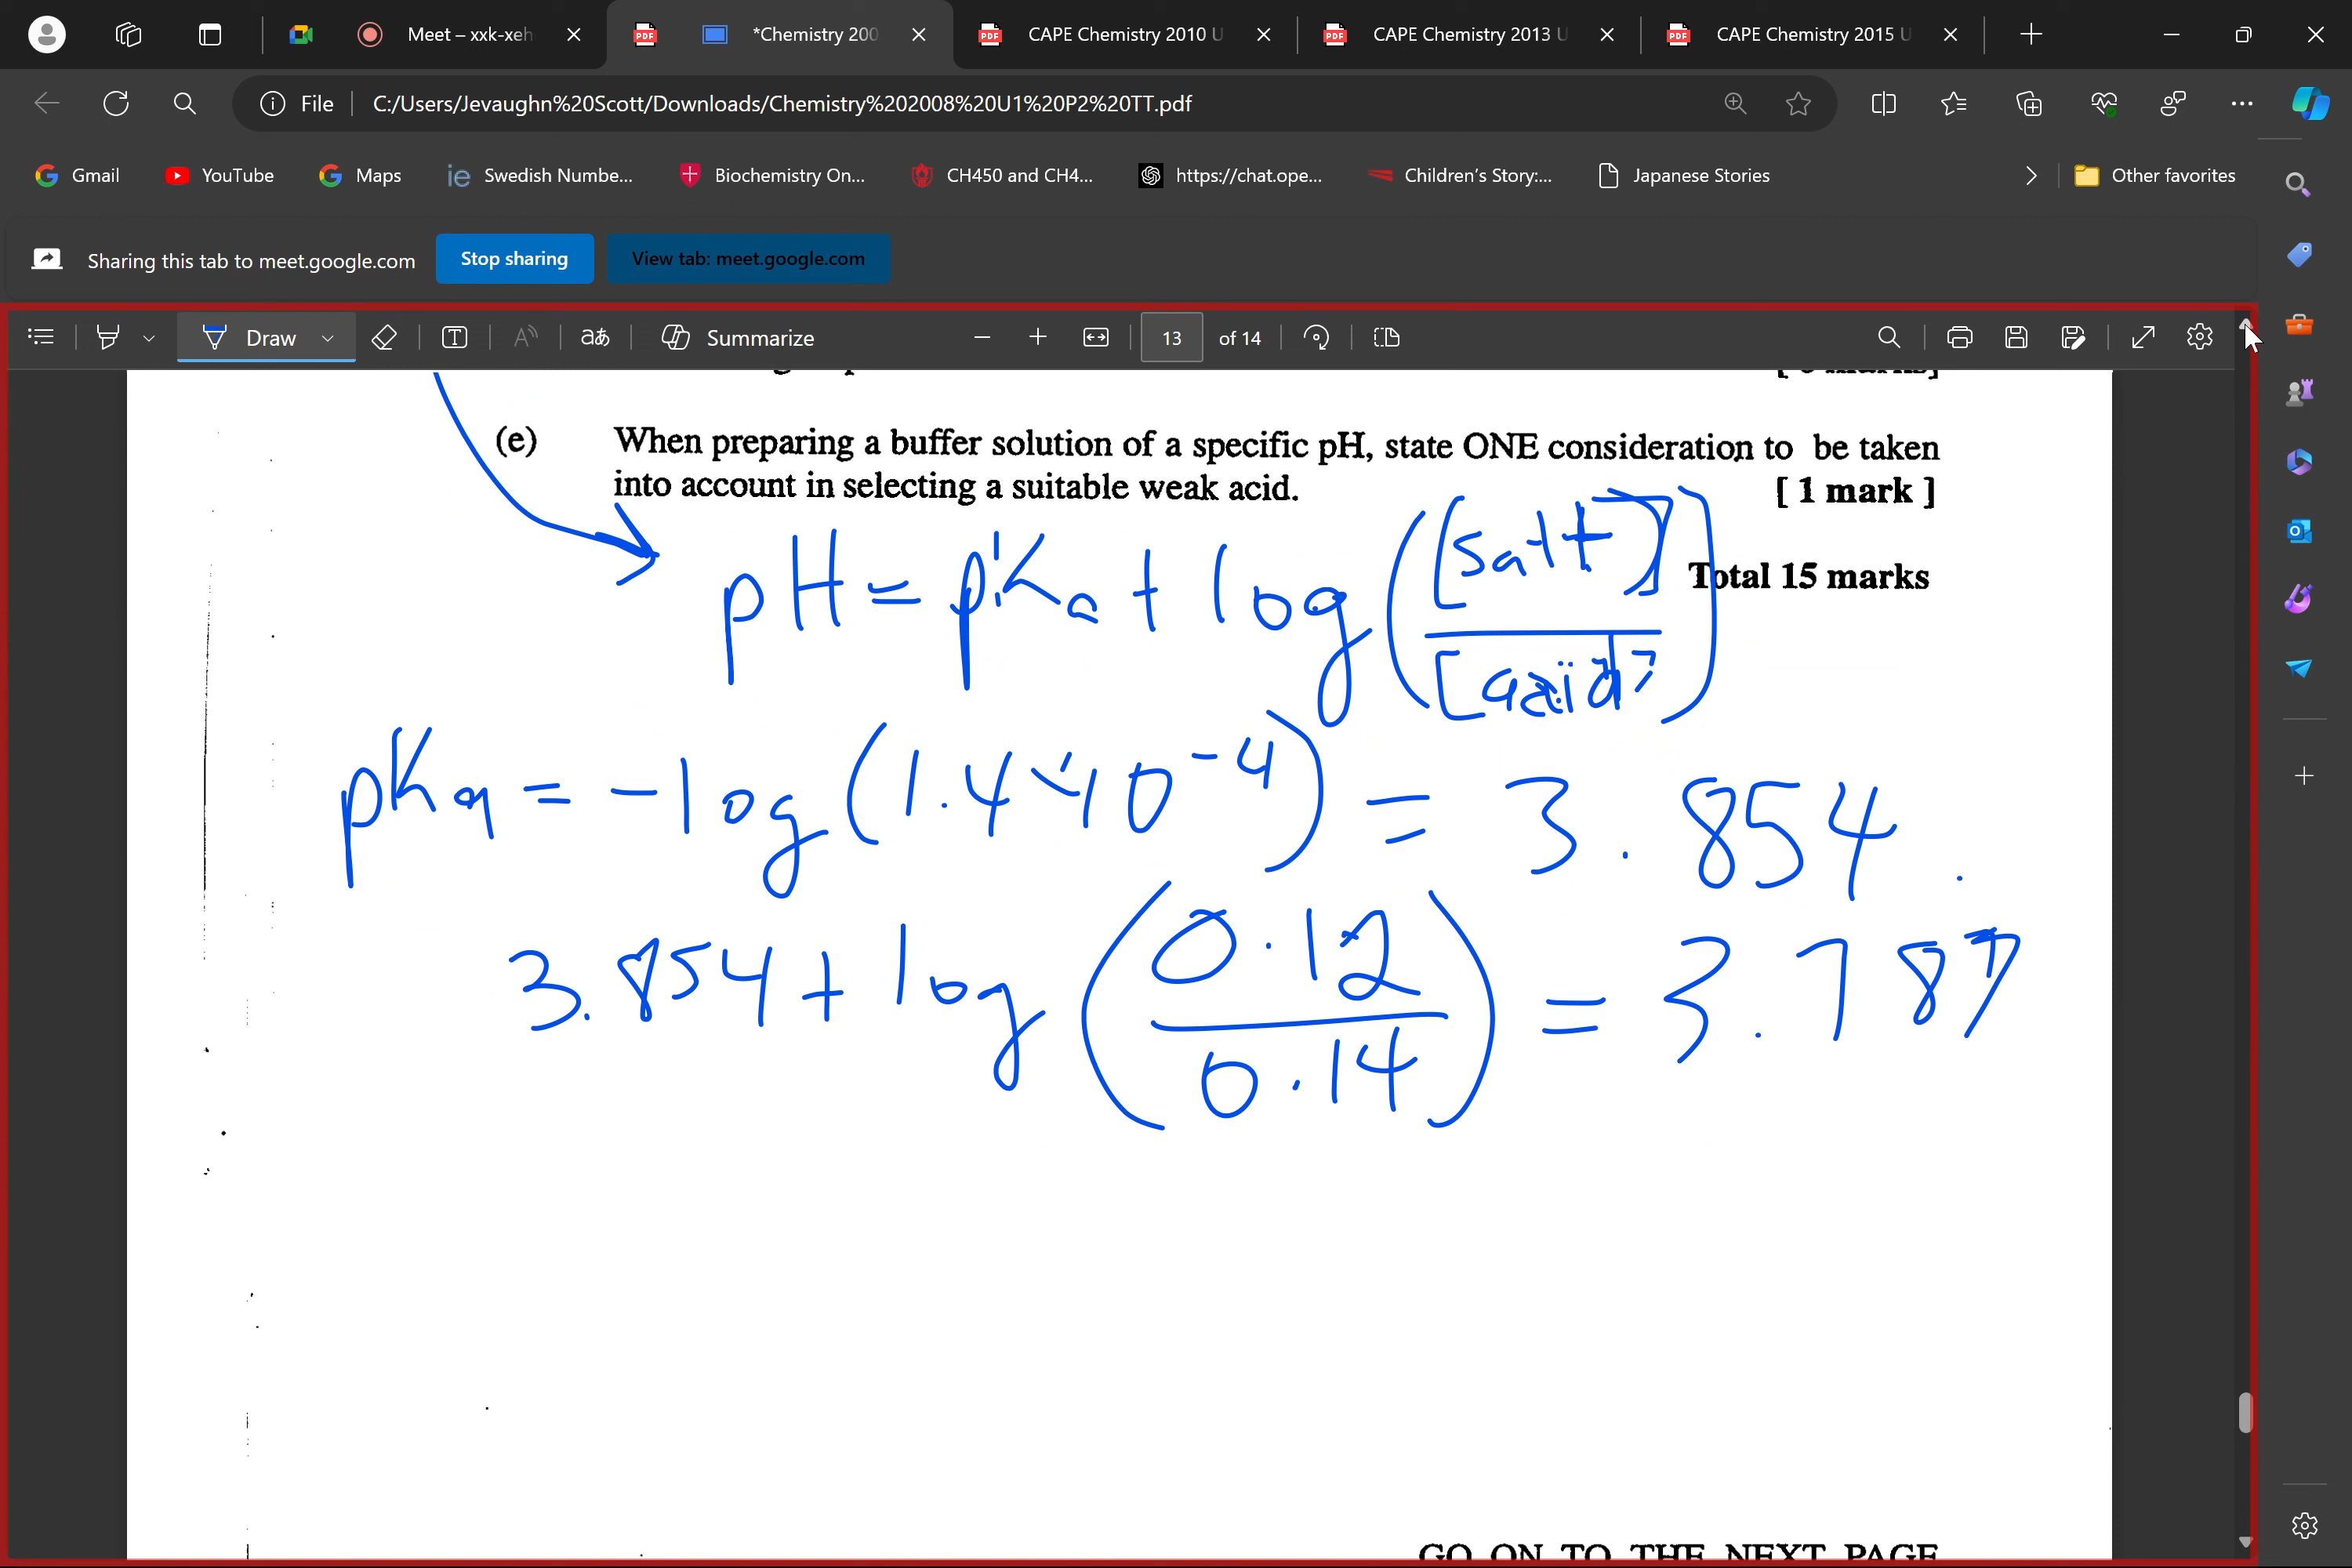 Meet – xxk-xeh
*Chemistry 200
CAPE Chemistry 2010 U
CAPE Chemistry 2013 U
CAPE Chemistry 2015 U
File
C:/Users/Jevaughn%20Scott/Downloads/Chemistry%202008%20U1%20P2%20TT.pdf
Gmail
YouTube
Maps
Swedish Numbe...
Biochemistry On...
CH450 and CH4...
https://chat.ope...
Children's Story:...
Japanese Stories
Other favorites
Sharing this tab to meet.google.com
Stop sharing
View tab: meet.google.com
Draw
Summarize
13 of 14
(e) When preparing a buffer solution of a specific pH, state ONE consideration to be taken
into account in selecting a suitable weak acid. [ 1 mark ]
Total 15 marks
pH = pKa + log ([salt]/[acid])
pKa = -log (1.4×10^-4) = 3.854.
3.854 + log (0.12/0.14) = 3.787
GO ON TO THE NEXT PAGE